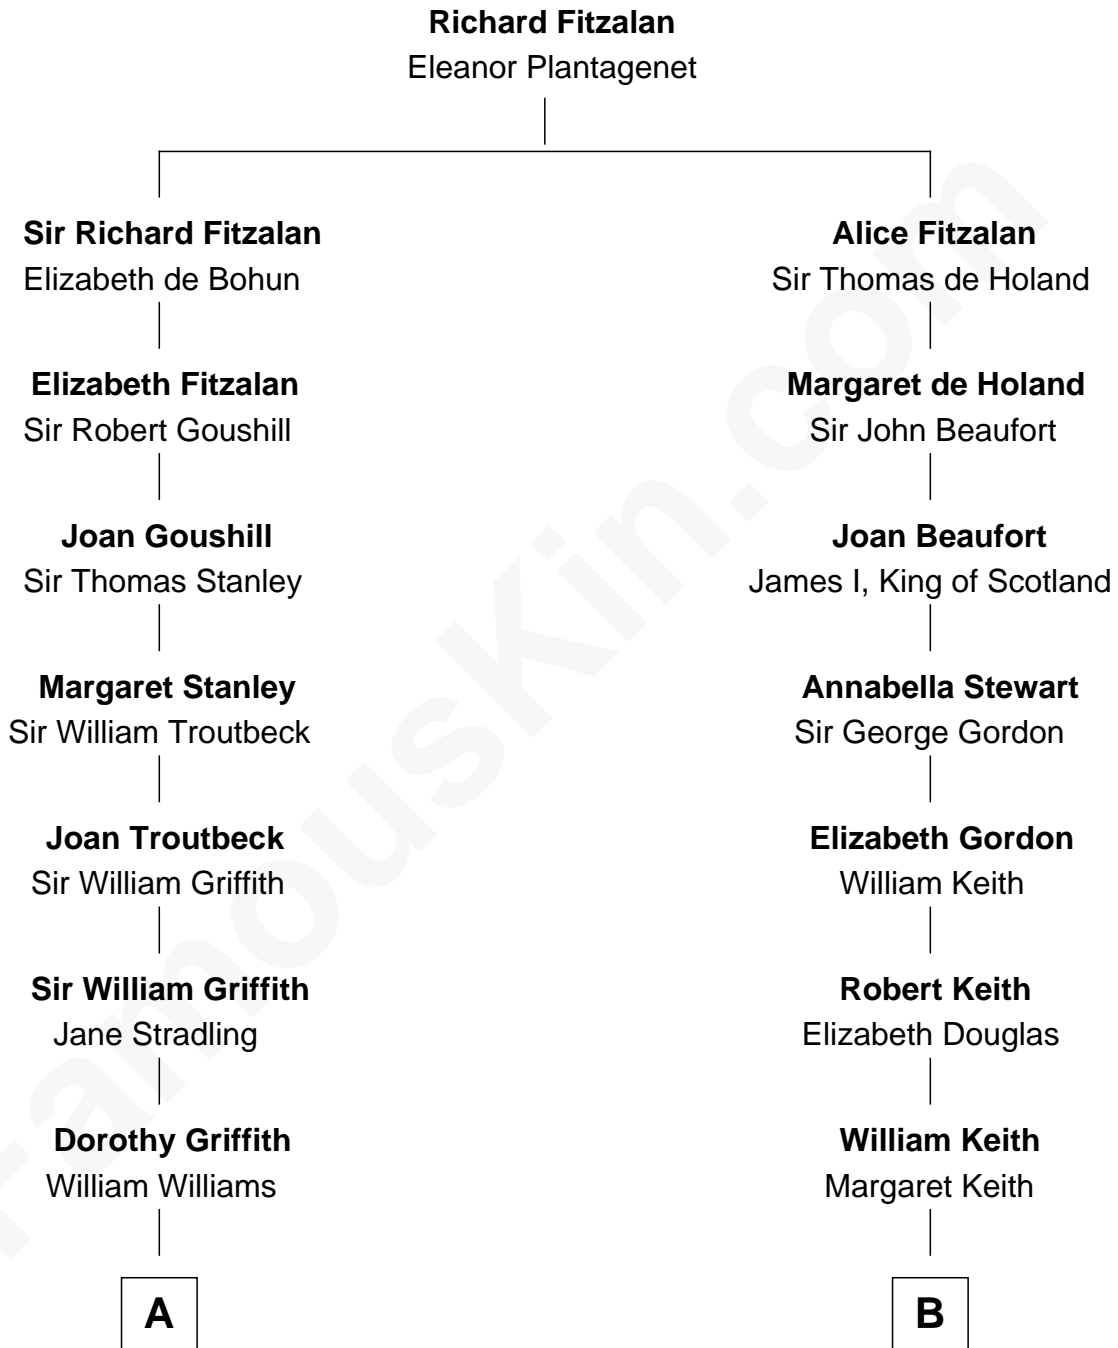 Richard Fitzalan
Eleanor Plantagenet
Sir Richard Fitzalan
Elizabeth de Bohun
Elizabeth Fitzalan
Sir Robert Goushill
Joan Goushill
Sir Thomas Stanley
Margaret Stanley
Sir William Troutbeck
Joan Troutbeck
Sir William Griffith
Sir William Griffith
Jane Stradling
Dorothy Griffith
William Williams
A
Alice Fitzalan
Sir Thomas de Holand
Margaret de Holand
Sir John Beaufort
Joan Beaufort
James I, King of Scotland
Annabella Stewart
Sir George Gordon
Elizabeth Gordon
William Keith
Robert Keith
Elizabeth Douglas
William Keith
Margaret Keith
B
FamousKin.com